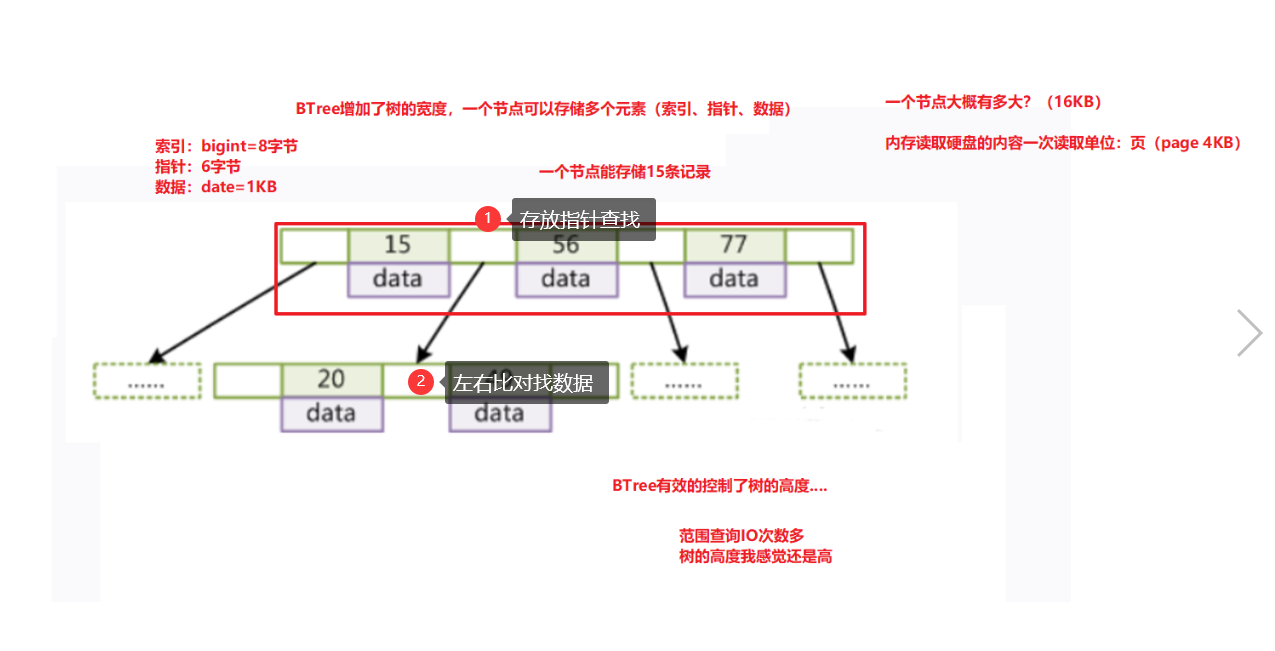 BTree增加了树的宽度，一个节点可以存储多个元素（索引、指针、数据）
一个节点大概有多大？（16KB）
内存读取硬盘的内容一次读取单位：页（page 4KB）
索引：bigint=8字节
指针：6字节
数据：date=1KB
一个节点能存储15条记录
1 存放指针查找
15 56 77
data data data
...... 20 2 左右比对找数据 ...... ......
data data
BTree有效的控制了树的高度....
范围查询IO次数多
树的高度我感觉还是高